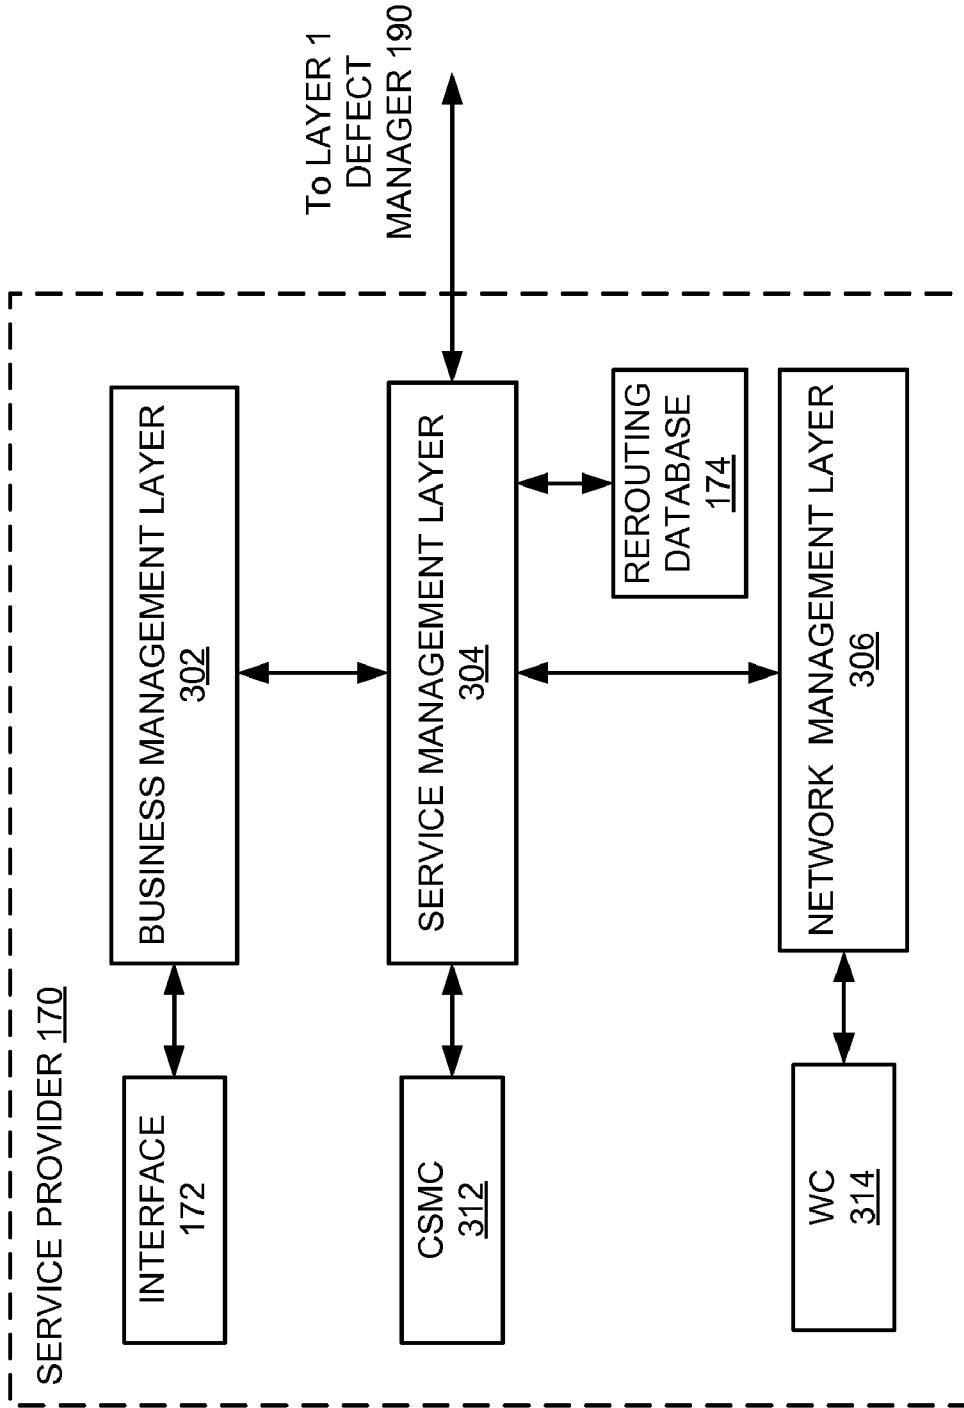 SERVICE PROVIDER 170
INTERFACE
172
BUSINESS MANAGEMENT LAYER
302
To LAYER 1
DEFECT
MANAGER 190
CSMC
312
SERVICE MANAGEMENT LAYER
304
REROUTING
DATABASE
174
WC
314
NETWORK MANAGEMENT LAYER
306